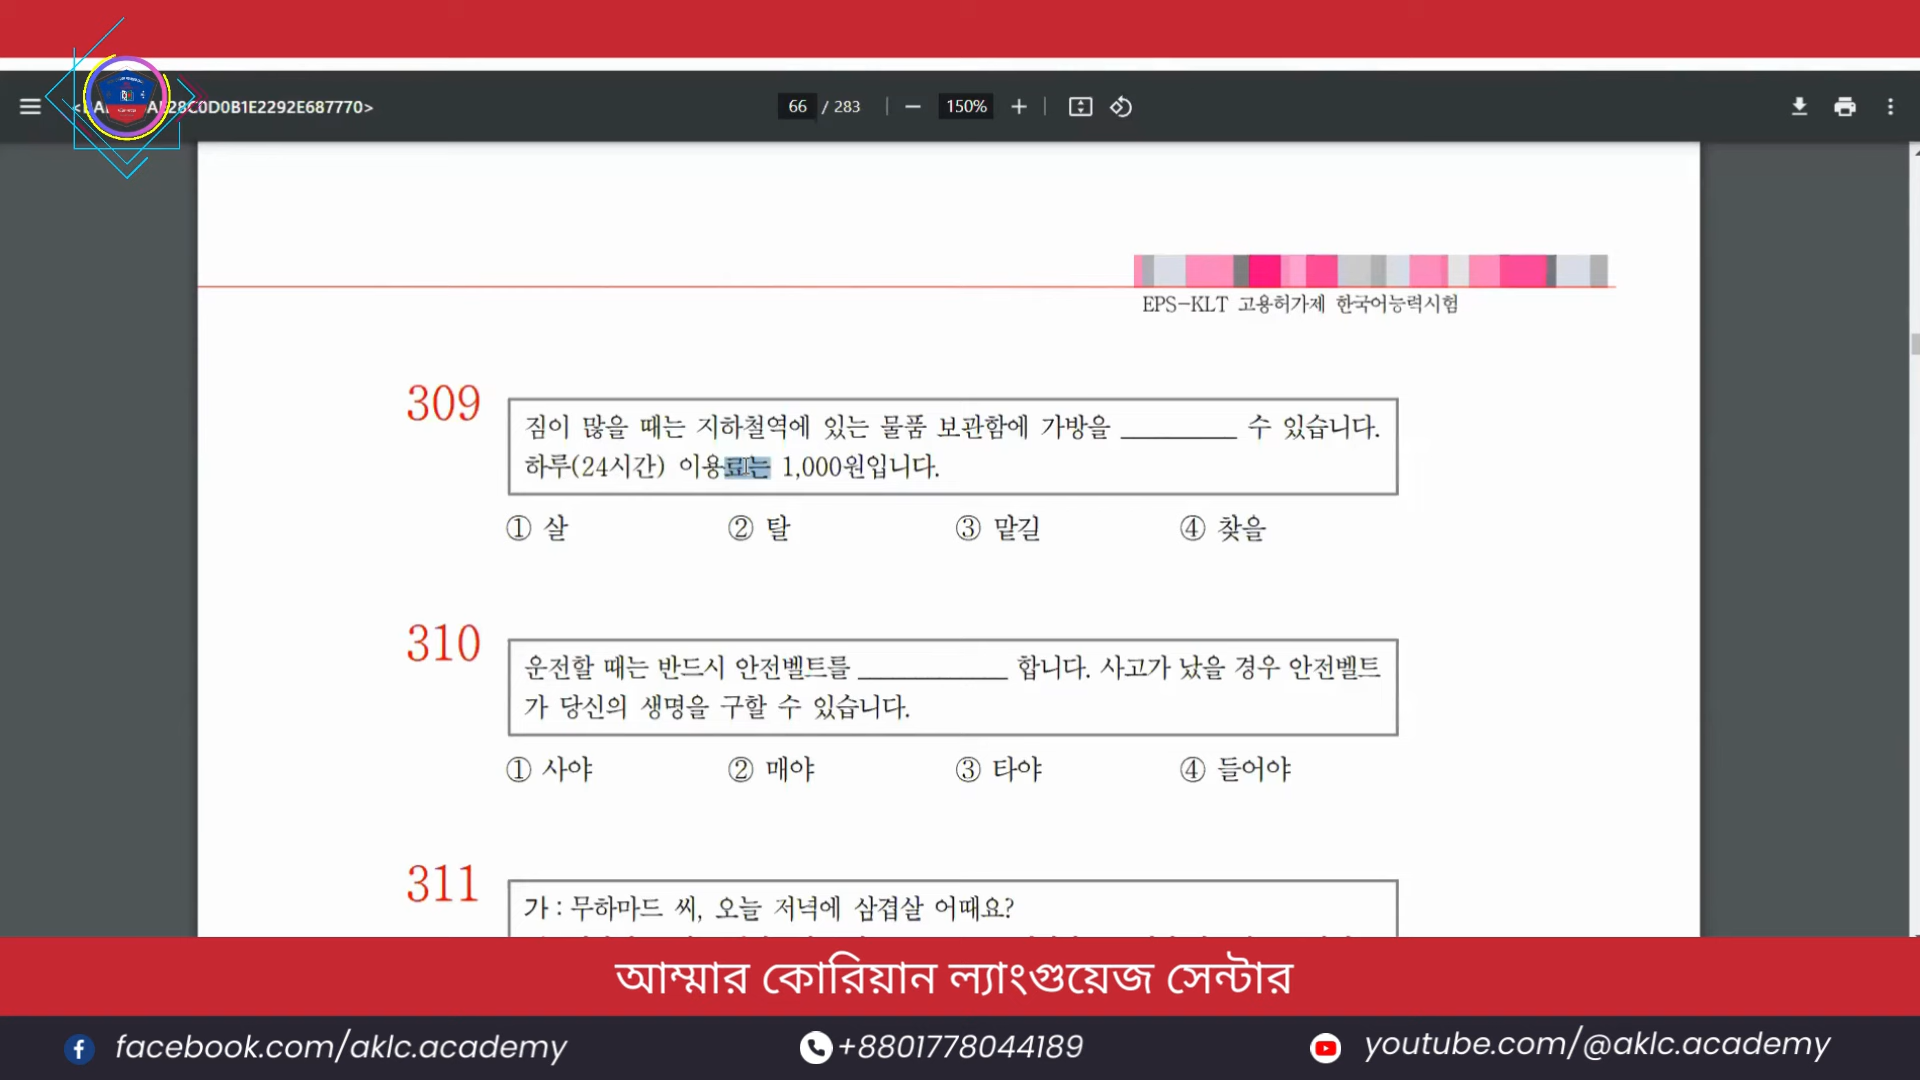 28C0D0B1E2292E687770>
66 / 283
150%
EPS-KLT 고용허가제 한국어능력시험
309
짐이 많을 때는 지하철역에 있는 물품 보관함에 가방을 _________ 수 있습니다.
하루(24시간) 이용료는 1,000원입니다.
① 살 ② 탈 ③ 맡길 ④ 찾을
310
운전할 때는 반드시 안전벨트를 ___________ 합니다. 사고가 났을 경우 안전벨트
가 당신의 생명을 구할 수 있습니다.
① 사야 ② 매야 ③ 타야 ④ 들어야
311
가 : 무하마드 씨, 오늘 저녁에 삼겹살 어때요?
আম্মার কোরিয়ান ল্যাংগুয়েজ সেন্টার
facebook.com/aklc.academy
+8801778044189
youtube.com/@aklc.academy